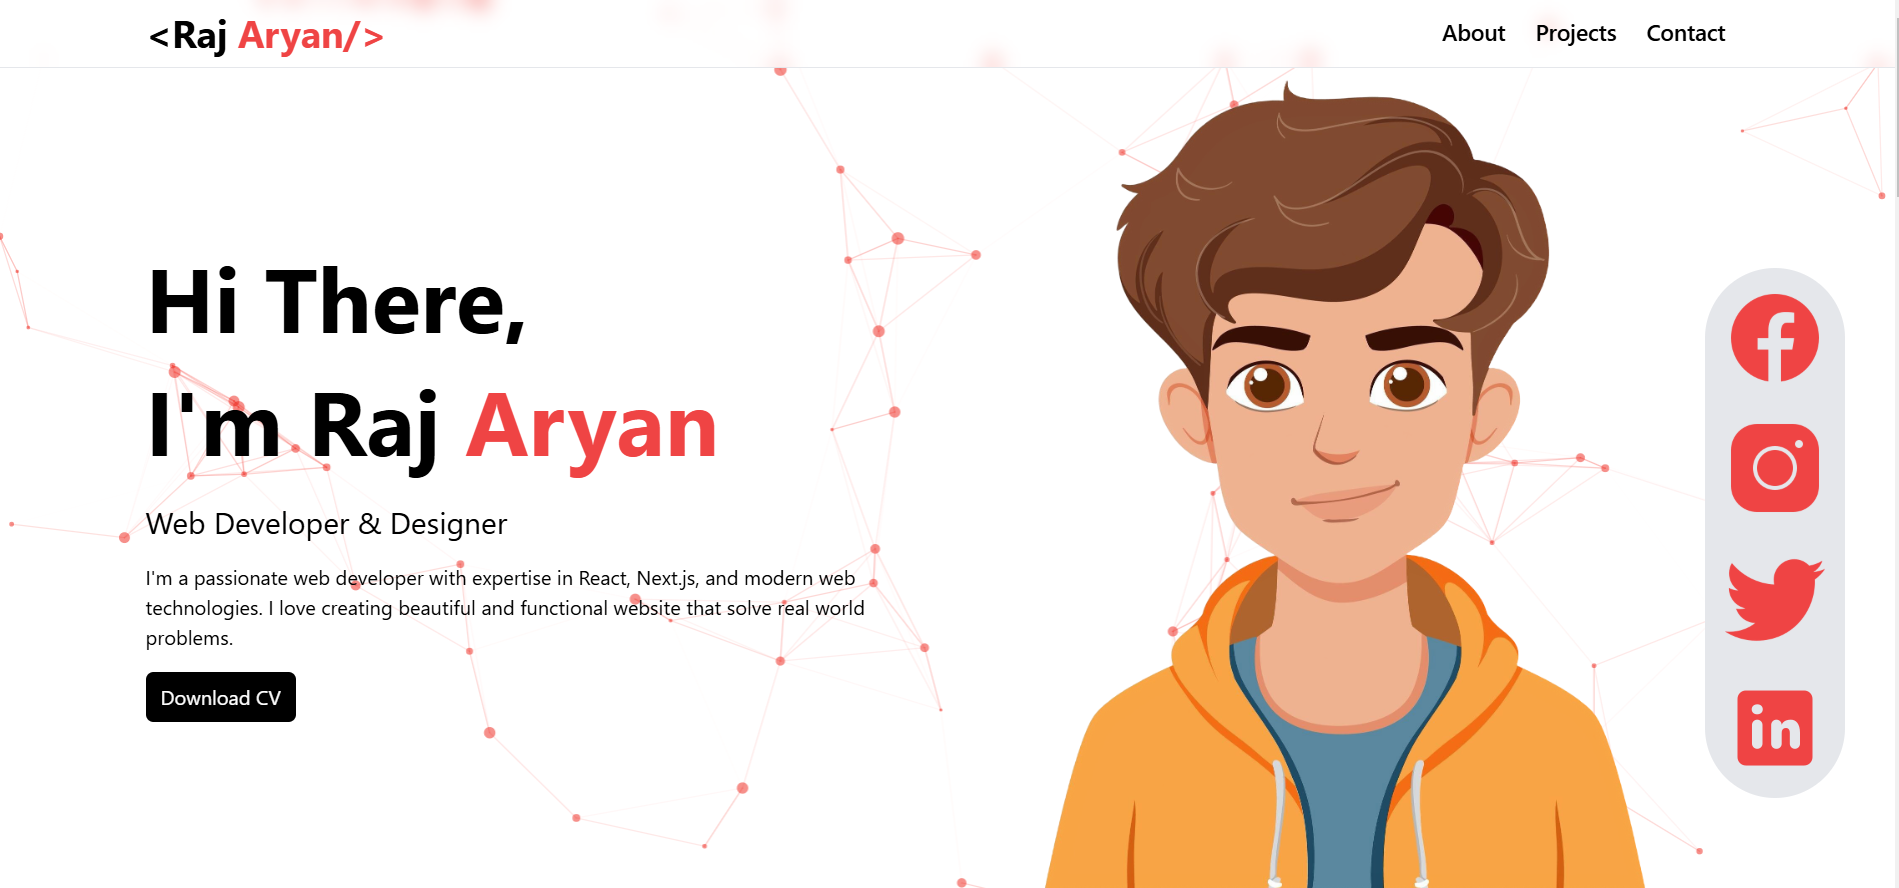 <Raj Aryan/>
About Projects Contact
Hi There,
I'm Raj Aryan
Web Developer & Designer
I'm a passionate web developer with expertise in React, Next.js, and modern web
technologies. I love creating beautiful and functional website that solve real world
problems.
Download CV
in